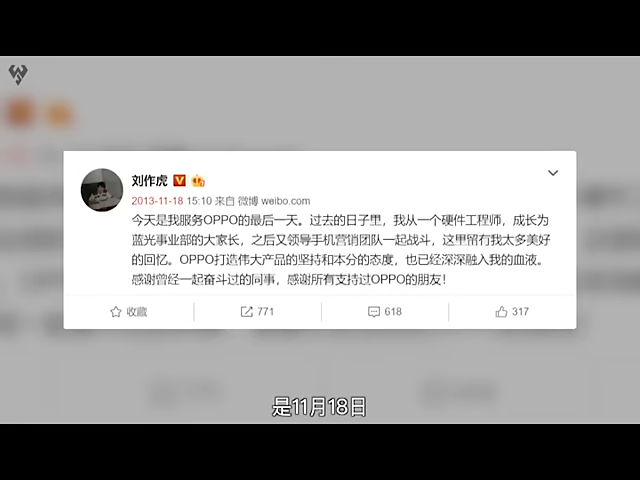 刘作虎
2013-11-18 15:10 来自 微博 weibo.com
今天是我服务OPPO的最后一天。过去的日子里，我从一个硬件工程师，成长为
蓝光事业部的大家长，之后又领导手机营销团队一起战斗，这里留有我太多美好
的回忆。OPPO打造伟大产品的坚持和本分的态度，也已经深深融入我的血液。
感谢曾经一起奋斗过的同事，感谢所有支持过OPPO的朋友！
收藏 771 618 317
是11月18日